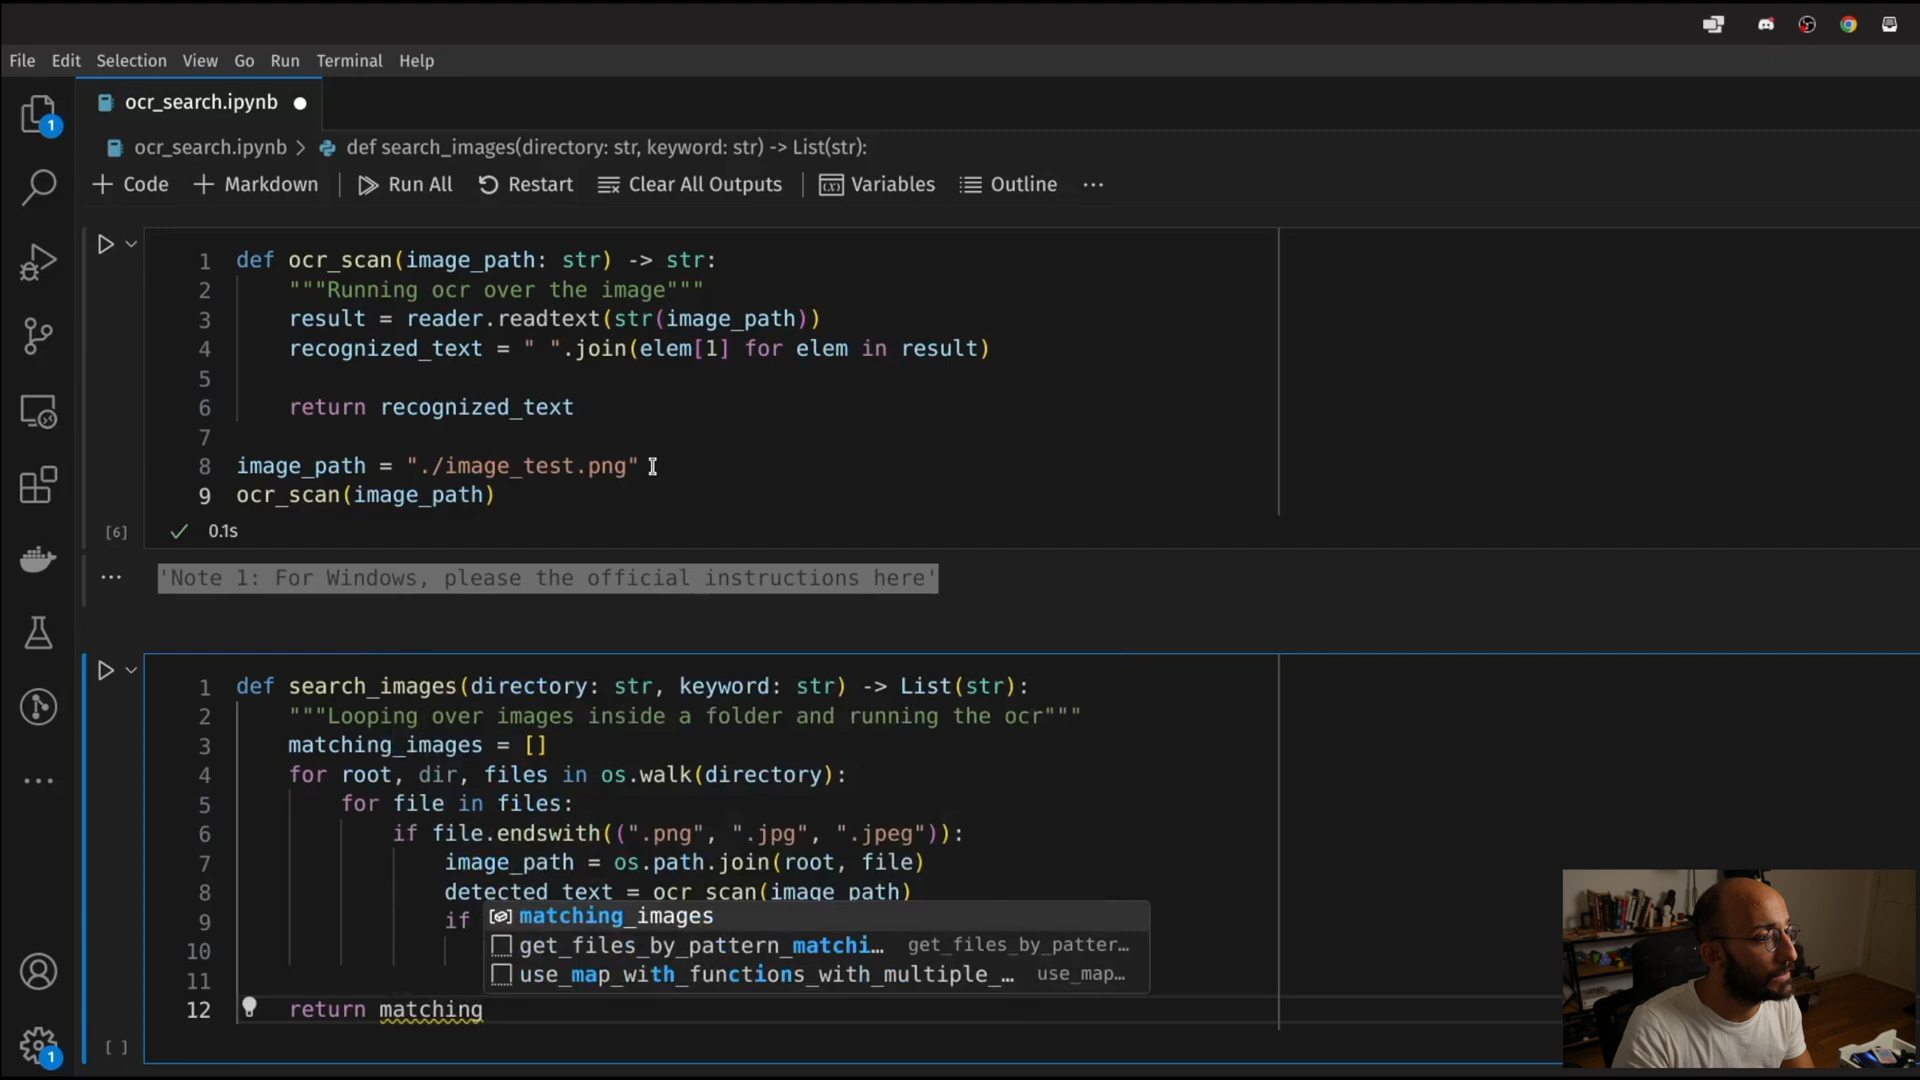 File Edit Selection View Go Run Terminal Help
ocr_search.ipynb
1
ocr_search.ipynb > def search_images(directory: str, keyword: str) -> List(str):
+ Code + Markdown Run All Restart Clear All Outputs Variables Outline ...
1 def ocr_scan(image_path: str) -> str:
2 """Running ocr over the image"""
3 result = reader.readtext(str(image_path))
4 recognized_text = " ".join(elem[1] for elem in result)
5
6 return recognized_text
7
8 image_path = "./image_test.png"
9 ocr_scan(image_path)
[6] 0.1s
... 'Note 1: For Windows, please the official instructions here'
1 def search_images(directory: str, keyword: str) -> List(str):
2 """Looping over images inside a folder and running the ocr"""
3 matching_images = []
4 for root, dir, files in os.walk(directory):
5 for file in files:
6 if file.endswith((".png", ".jpg", ".jpeg")):
7 image_path = os.path.join(root, file)
8 detected_text = ocr_scan(image_path)
9 if
matching_images
10
get_files_by_pattern_matchi... get_files_by_patter...
11
use_map_with_functions_with_multiple_... use_map...
12 return matching
[ ]
1